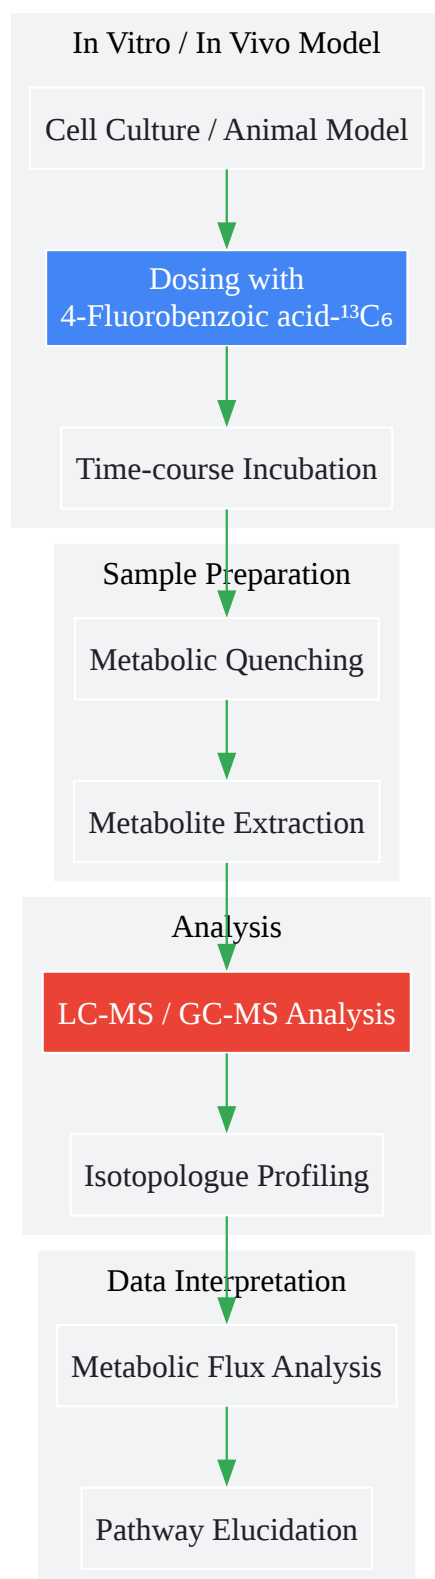 In Vitro / In Vivo Model
Cell Culture / Animal Model
Dosing with
4-Fluorobenzoic acid-¹³C₆
Time-course Incubation
Sample Preparation
Metabolic Quenching
Metabolite Extraction
Analysis
LC-MS / GC-MS Analysis
Isotopologue Profiling
Data Interpretation
Metabolic Flux Analysis
Pathway Elucidation